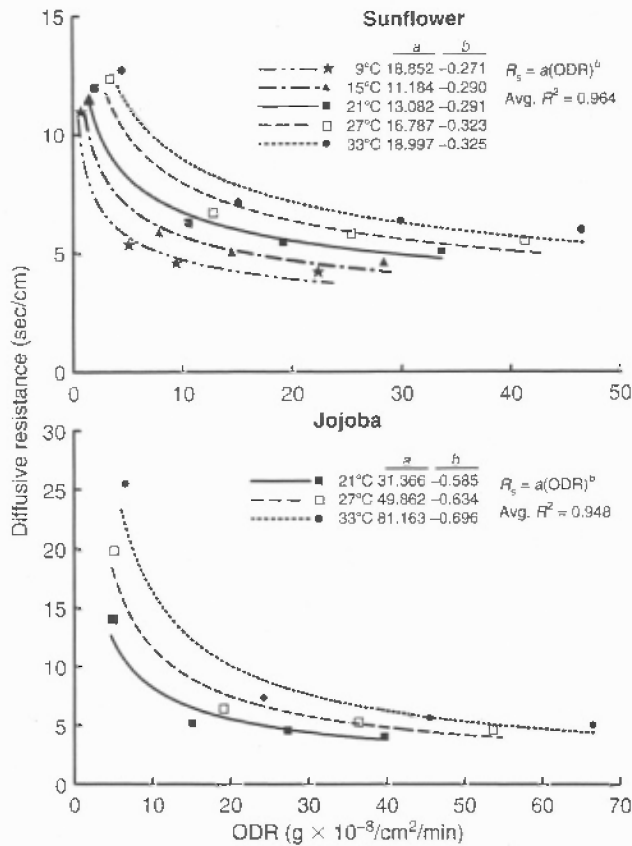 Sunflower
a b
9°C 18.852 –0.271
15°C 11.184 –0.290
21°C 13.082 –0.291
27°C 16.787 –0.323
33°C 18.997 –0.325
R_s = a(ODR)^b
Avg. R² = 0.964
15
10
5
0
0 10 20 30 40 50
Diffusive resistance (sec/cm)
Jojoba
a b
21°C 31.366 –0.585
27°C 49.862 –0.634
33°C 81.163 –0.696
R_s = a(ODR)^b
Avg. R² = 0.948
30
25
20
15
10
5
0
0 10 20 30 40 50 60 70
ODR (g × 10⁻⁸/cm²/min)